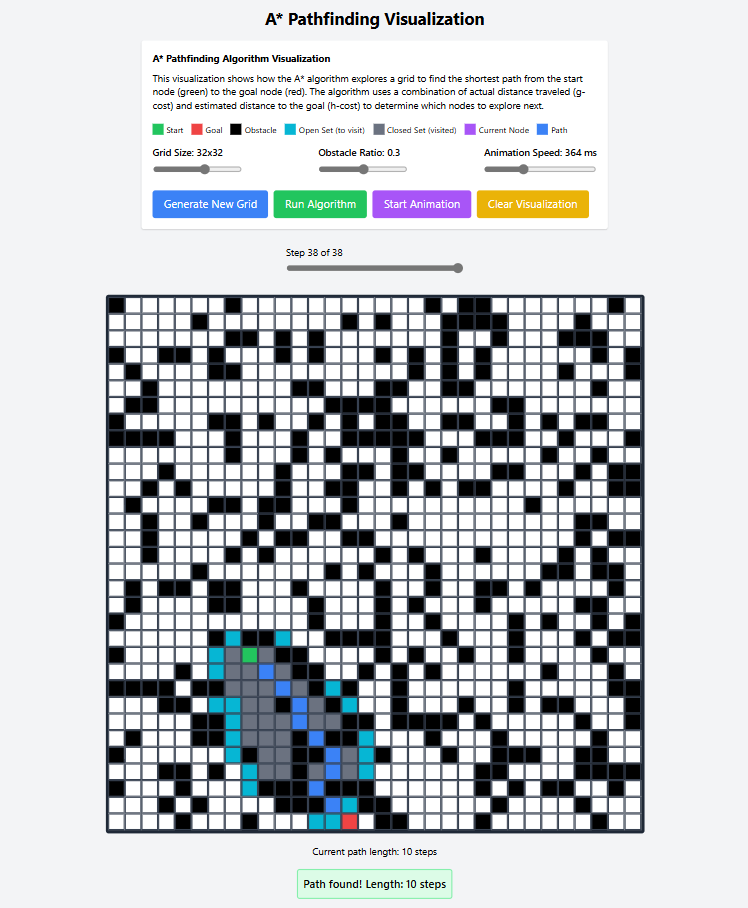 A* Pathfinding Visualization
A* Pathfinding Algorithm Visualization
This visualization shows how the A* algorithm explores a grid to find the shortest path from the start
node (green) to the goal node (red). The algorithm uses a combination of actual distance traveled (g-
cost) and estimated distance to the goal (h-cost) to determine which nodes to explore next.
Start Goal Obstacle Open Set (to visit) Closed Set (visited) Current Node Path
Grid Size: 32x32 Obstacle Ratio: 0.3 Animation Speed: 364 ms
Generate New Grid Run Algorithm Start Animation Clear Visualization
Step 38 of 38
Current path length: 10 steps
Path found! Length: 10 steps